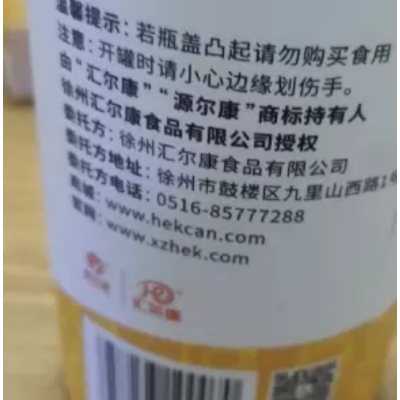 温馨提示：若瓶盖凸起请勿购买食用
注意：开罐时请小心边缘划伤手。
由“汇尔康”“源尔康”商标持有人
徐州汇尔康食品有限公司授权
委托方：徐州汇尔康食品有限公司
委托方地址：徐州市鼓楼区九里山西路1号
委托方电话：0516-85777288
商城：www.hekcan.com
官网：www.xzhek.com
汇尔康